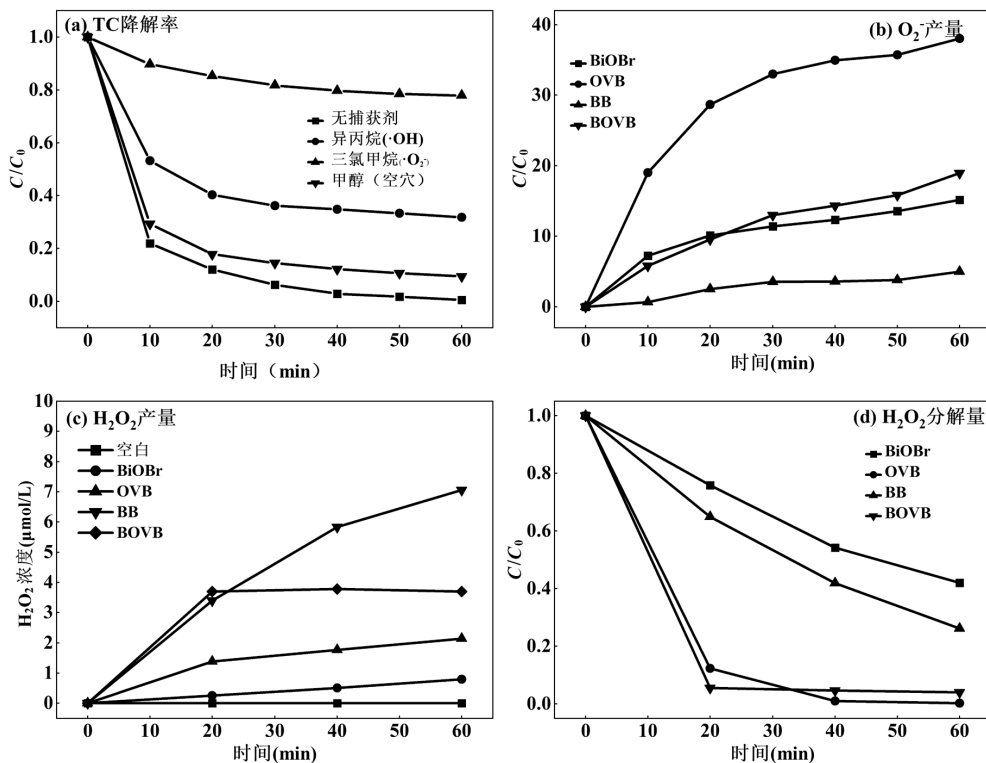 (a) TC降解率
1.0
0.8
0.6
0.4
0.2
0.0
C/C₀
无捕获剂
异丙烷(·OH)
三氯甲烷(·O₂⁻)
甲醇（空穴）
0 10 20 30 40 50 60
时间（min）
(b) O₂⁻产量
40
30
20
10
0
BiOBr
OVB
BB
BOVB
0 10 20 30 40 50 60
时间(min)
(c) H₂O₂产量
10
9
8
7
6
5
4
3
2
1
0
H₂O₂浓度(μmol/L)
空白
BiOBr
OVB
BB
BOVB
0 10 20 30 40 50 60
时间(min)
(d) H₂O₂分解量
1.0
0.8
0.6
0.4
0.2
0.0
C/C₀
BiOBr
OVB
BB
BOVB
0 10 20 30 40 50 60
时间(min)